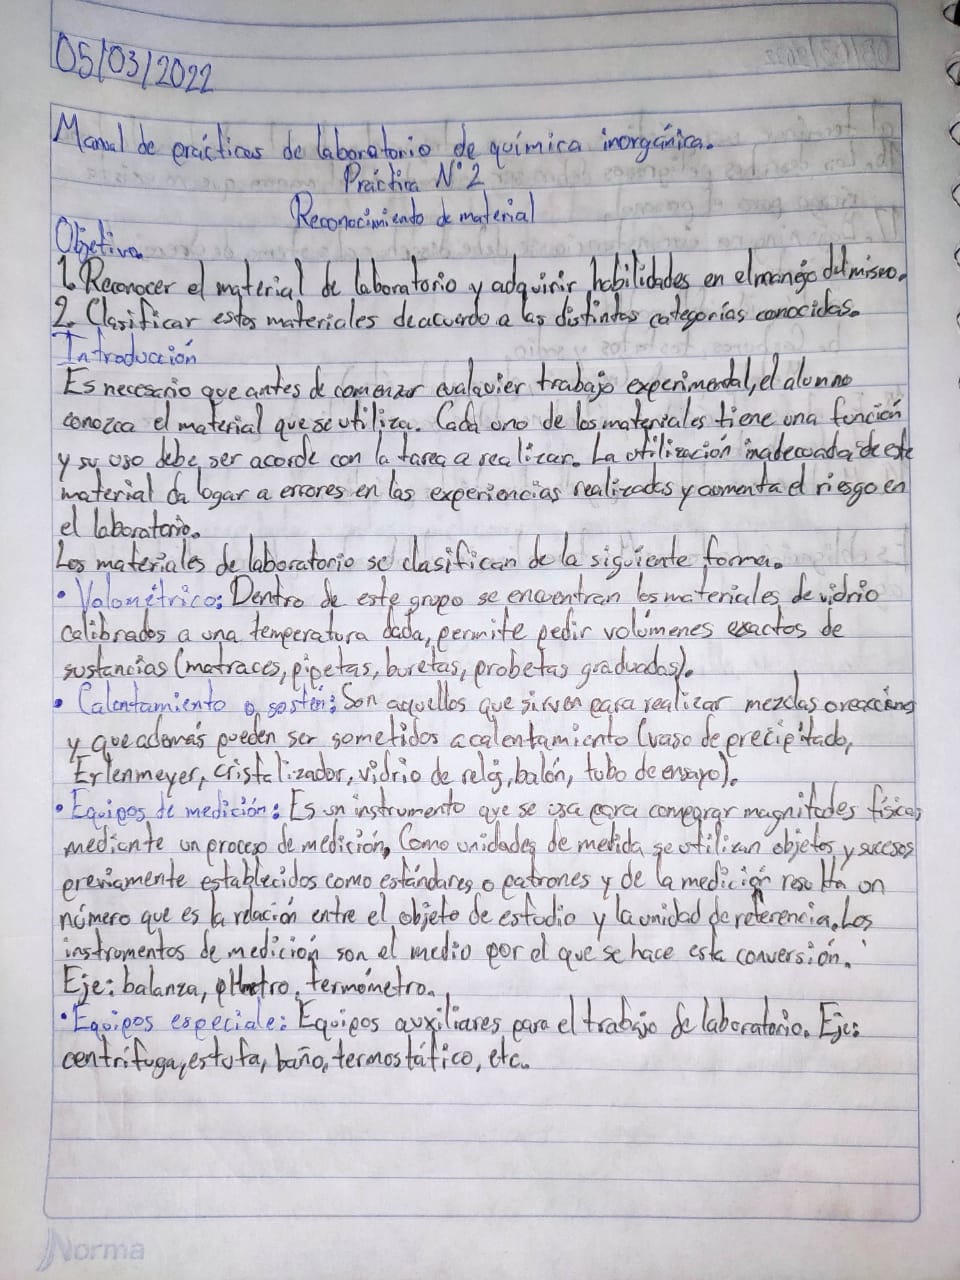 05/03/2022
Manual de prácticas de laboratorio de química inorgánica.
Práctica N°2
Reconocimiento de material
Objetivo.
1. Reconocer el material de laboratorio y adquirir habilidades en el manejo del mismo.
2. Clasificar estos materiales de acuerdo a las distintas categorías conocidas.
Introducción
Es necesario que antes de comenzar cualquier trabajo experimental, el alumno
conozca el material que se utiliza. Cada uno de los materiales tiene una función
y su uso debe ser acorde con la tarea a realizar. La utilización inadecuada de este
material da logar a errores en las experiencias realizadas y aumenta el riesgo en
el laboratorio.
Los materiales de laboratorio se clasifican de la siguiente forma.
• Volométrico: Dentro de este grupo se encuentran los materiales de vidrio
calibrados a una temperatura dada, permite pedir volúmenes exactos de
sustancias (matraces, pipetas, buretas, probetas graduadas).
• Calentamiento o sostén: Son aquellos que sirven para realizar mezclas o reacciones
y que además pueden ser sometidos a calentamiento (vaso de precipitado,
Erlenmeyer, cristalizador, vidrio de reloj, balón, tubo de ensayo).
• Equipos de medición: Es un instrumento que se usa para comparar magnitudes físicas
mediante un proceso de medición. Como unidades de medida se utilizan objetos y sucesos
previamente establecidos como estándares o patrones y de la medición resulta un
número que es la relación entre el objeto de estudio y la unidad de referencia. Los
instrumentos de medición son el medio por el que se hace esta conversión.
Eje: balanza, termómetro.
• Equipos especiale: Equipos auxiliares para el trabajo de laboratorio. Eje:
centrifuga, estufa, baño, termostático, etc.
Norma